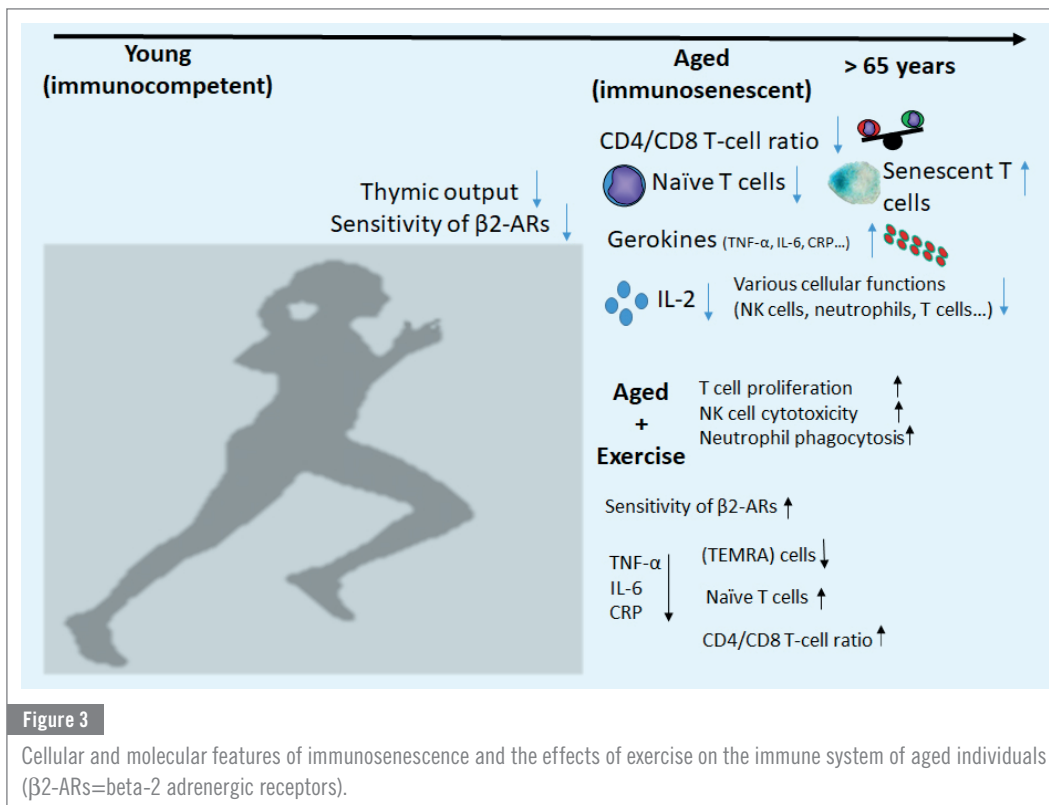 Young
(immunocompetent)
Aged
(immunosenescent)
> 65 years
CD4/CD8 T-cell ratio
Naïve T cells
Senescent T
cells
Thymic output
Sensitivity of β2-ARs
Gerokines (TNF-α, IL-6, CRP...)
IL-2
Various cellular functions
(NK cells, neutrophils, T cells...)
Aged
+
Exercise
T cell proliferation
NK cell cytotoxicity
Neutrophil phagocytosis
Sensitivity of β2-ARs
TNF-α
IL-6
CRP
(TEMRA) cells
Naïve T cells
CD4/CD8 T-cell ratio
Figure 3
Cellular and molecular features of immunosenescence and the effects of exercise on the immune system of aged individuals
(β2-ARs=beta-2 adrenergic receptors).